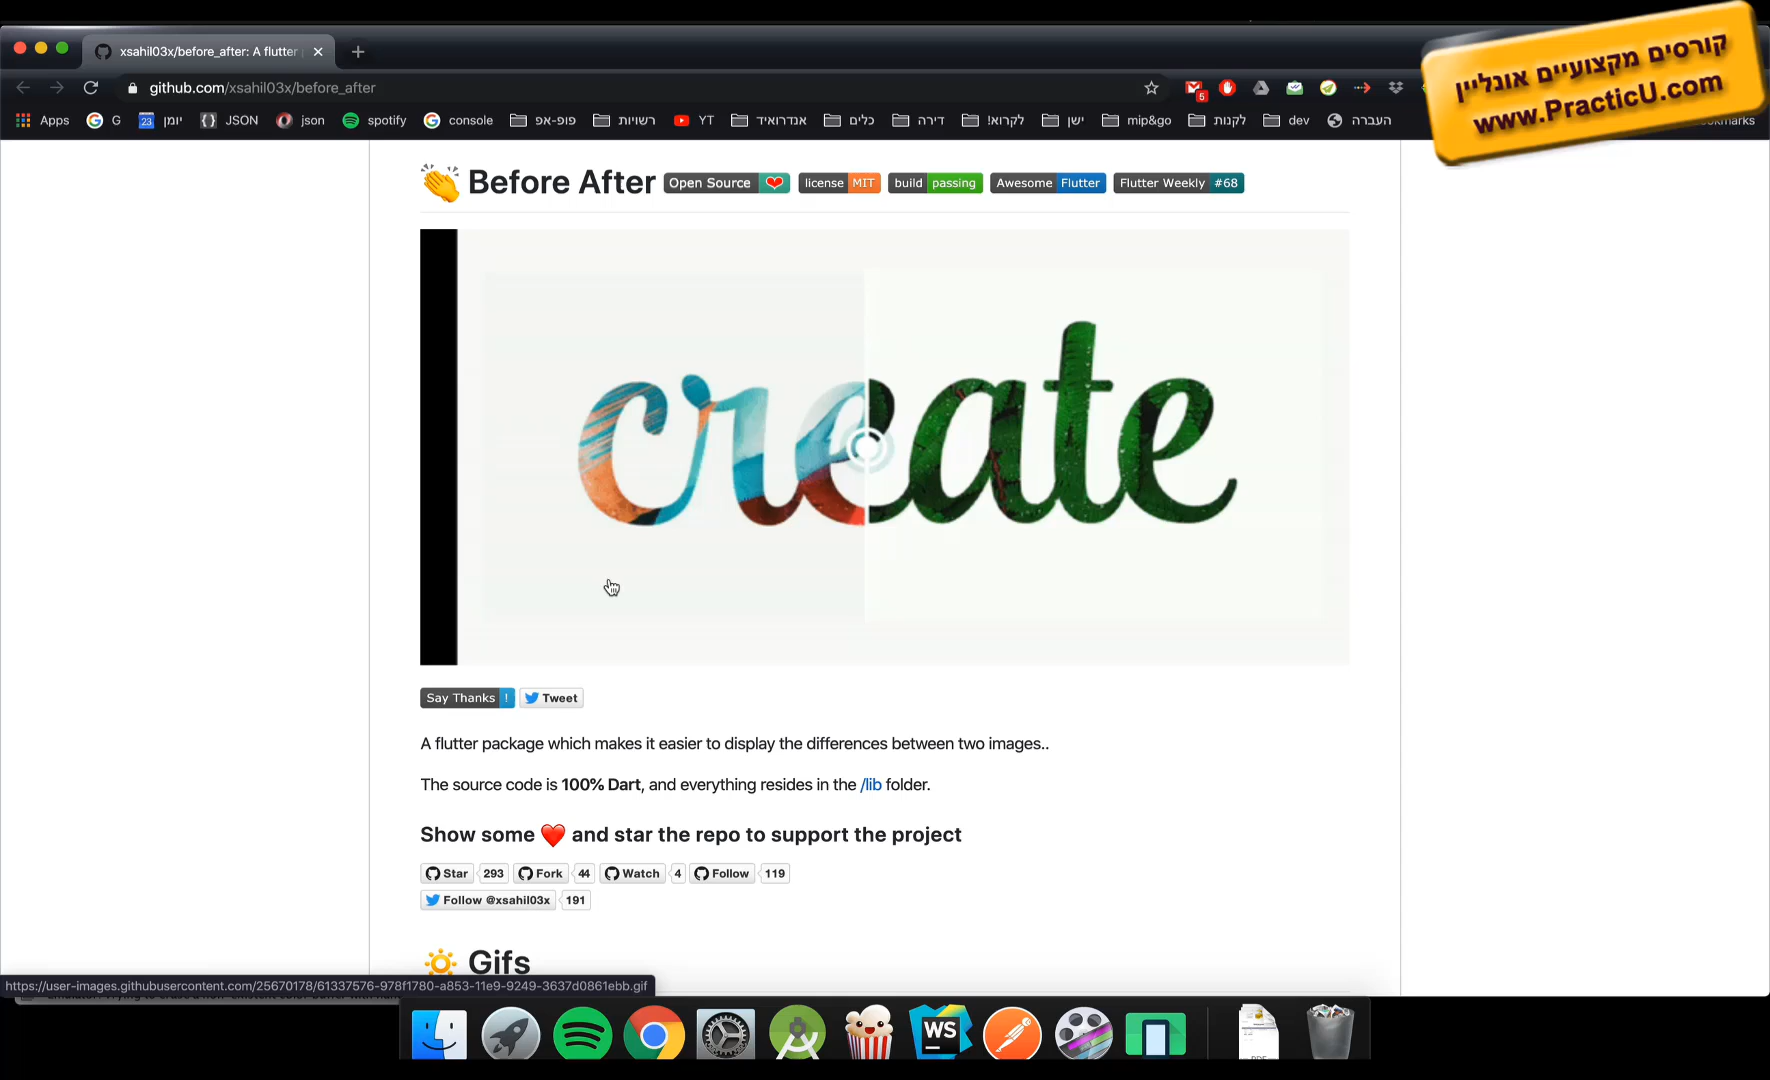 קורסים מקצועיים אונליין
www.PracticU.com
xsahil03x/before_after: A flutter
github.com/xsahil03x/before_after
5
Apps G 23 יומן {} JSON json spotify console פופ-אפ רשויות YT אנדרואיד כלים דירה לקרוא! ישן mip&go לקנות dev העברה
Before After Open Source license MIT build passing Awesome Flutter Flutter Weekly #68
create
Say Thanks ! Tweet
A flutter package which makes it easier to display the differences between two images..
The source code is 100% Dart, and everything resides in the /lib folder.
Show some ❤️ and star the repo to support the project
Star 293 Fork 44 Watch 4 Follow 119
Follow @xsahil03x 191
Gifs
https://user-images.githubusercontent.com/25670178/61337576-978f1780-a853-11e9-9249-3637d0861ebb.gif
WS
PDF